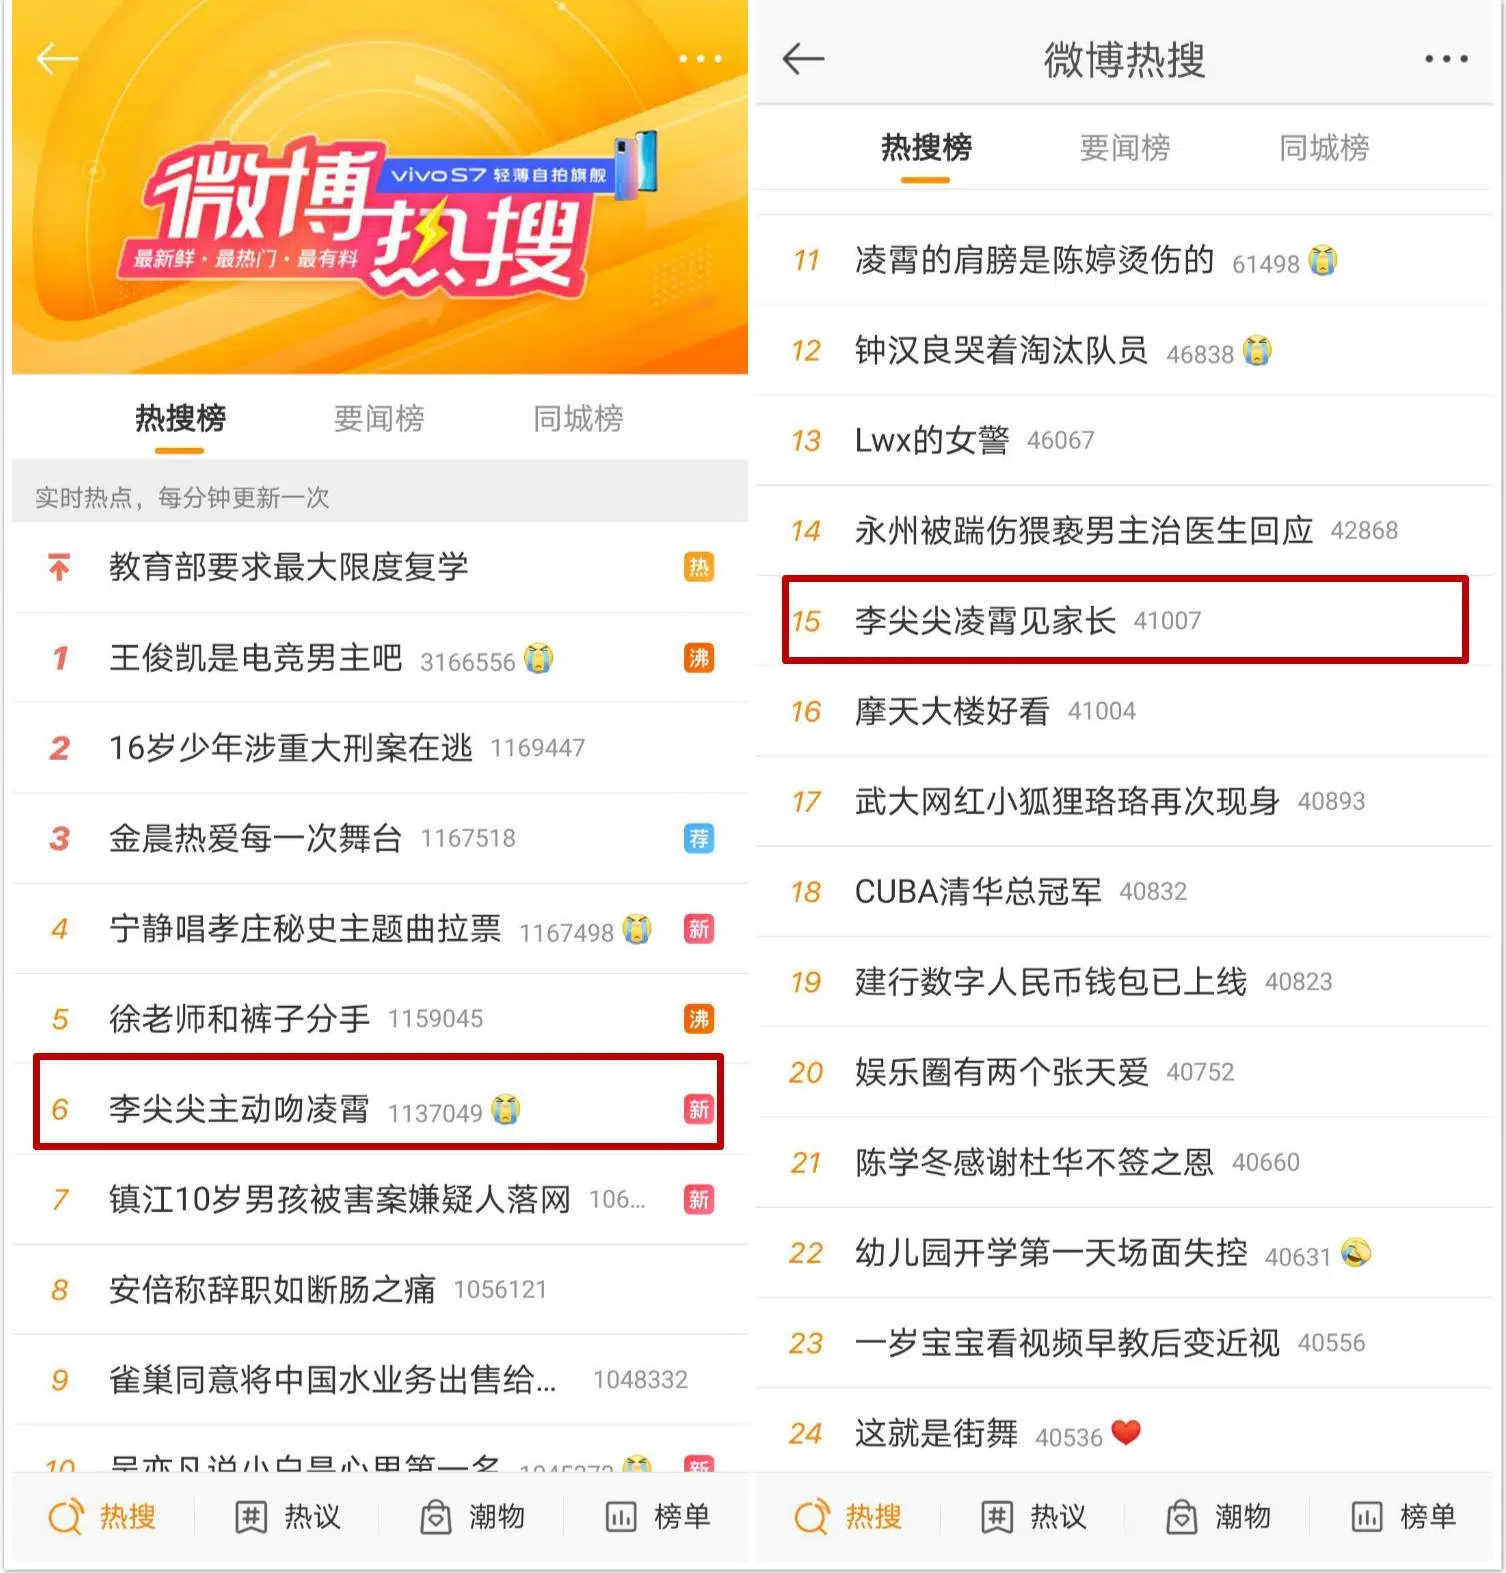 微博热搜
vivo S7 轻薄自拍旗舰
最新鲜·最热门·最有料
热搜榜 要闻榜 同城榜
实时热点，每分钟更新一次
教育部要求最大限度复学 热
1 王俊凯是电竞男主吧 3166556 沸
2 16岁少年涉重大刑案在逃 1169447
3 金晨热爱每一次舞台 1167518 荐
4 宁静唱孝庄秘史主题曲拉票 1167498 新
5 徐老师和裤子分手 1159045 沸
6 李尖尖主动吻凌霄 1137049 新
7 镇江10岁男孩被害案嫌疑人落网 106... 新
8 安倍称辞职如断肠之痛 1056121
9 雀巢同意将中国水业务出售给... 1048332
10 吴亦凡说小白是心里第一名 1045272 新
热搜 热议 潮物 榜单
微博热搜
热搜榜 要闻榜 同城榜
11 凌霄的肩膀是陈婷烫伤的 61498
12 钟汉良哭着淘汰队员 46838
13 Lwx的女警 46067
14 永州被踹伤猥亵男主治医生回应 42868
15 李尖尖凌霄见家长 41007
16 摩天大楼好看 41004
17 武大网红小狐狸珞珞再次现身 40893
18 CUBA清华总冠军 40832
19 建行数字人民币钱包已上线 40823
20 娱乐圈有两个张天爱 40752
21 陈学冬感谢杜华不签之恩 40660
22 幼儿园开学第一天场面失控 40631
23 一岁宝宝看视频早教后变近视 40556
24 这就是街舞 40536
热搜 热议 潮物 榜单